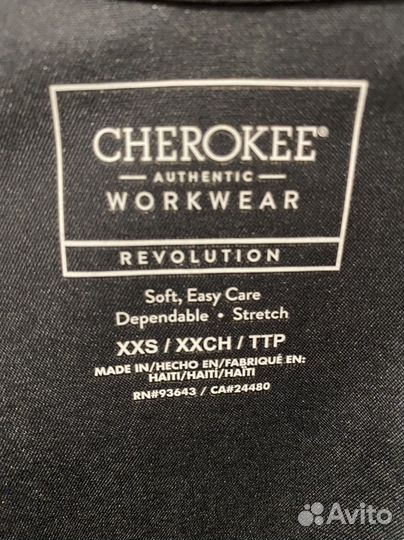 CHEROKEE®
AUTHENTIC
WORKWEAR
REVOLUTION
Soft, Easy Care
Dependable • Stretch
XXS / XXCH / TTP
MADE IN/HECHO EN/FABRIQUÉ EN:
HAITI/HAITÍ/HAÏTI
RN#93643 / CA#24480
Avito